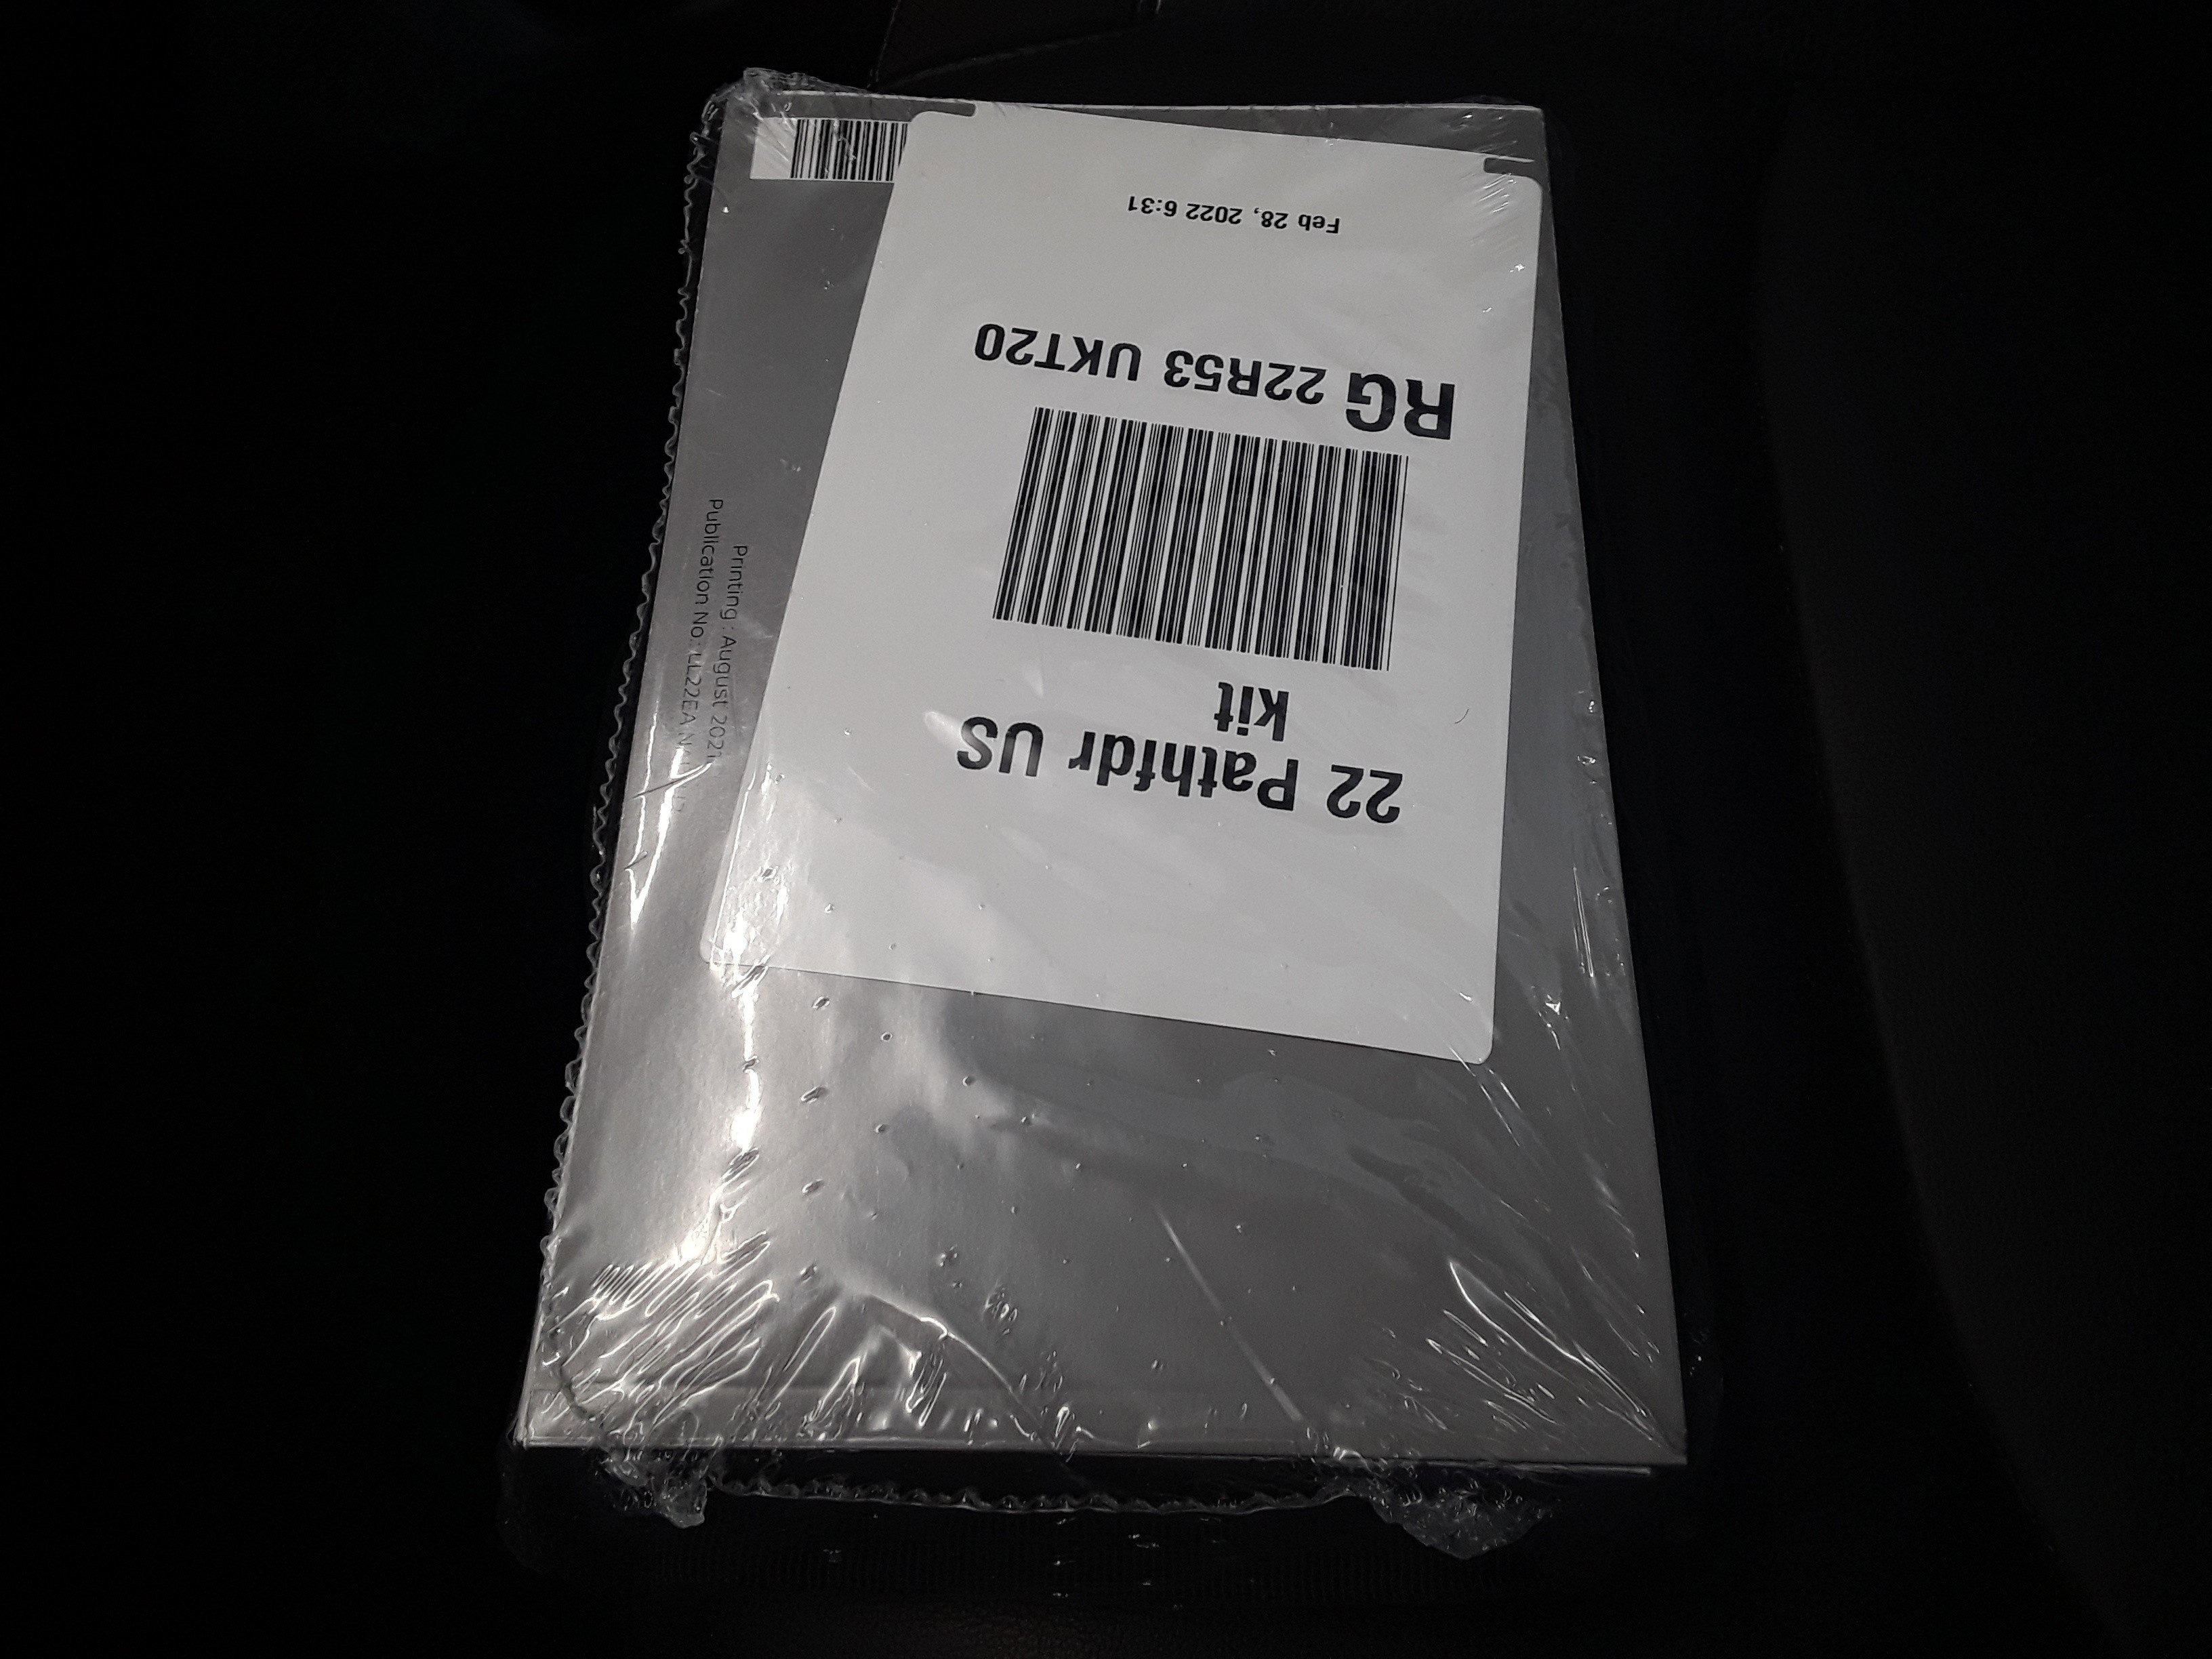 22 Pathfdr US
kit
RG 22R53 UKT20
Feb 28, 2022 6:31
Printing : August 2021
Publication No.: